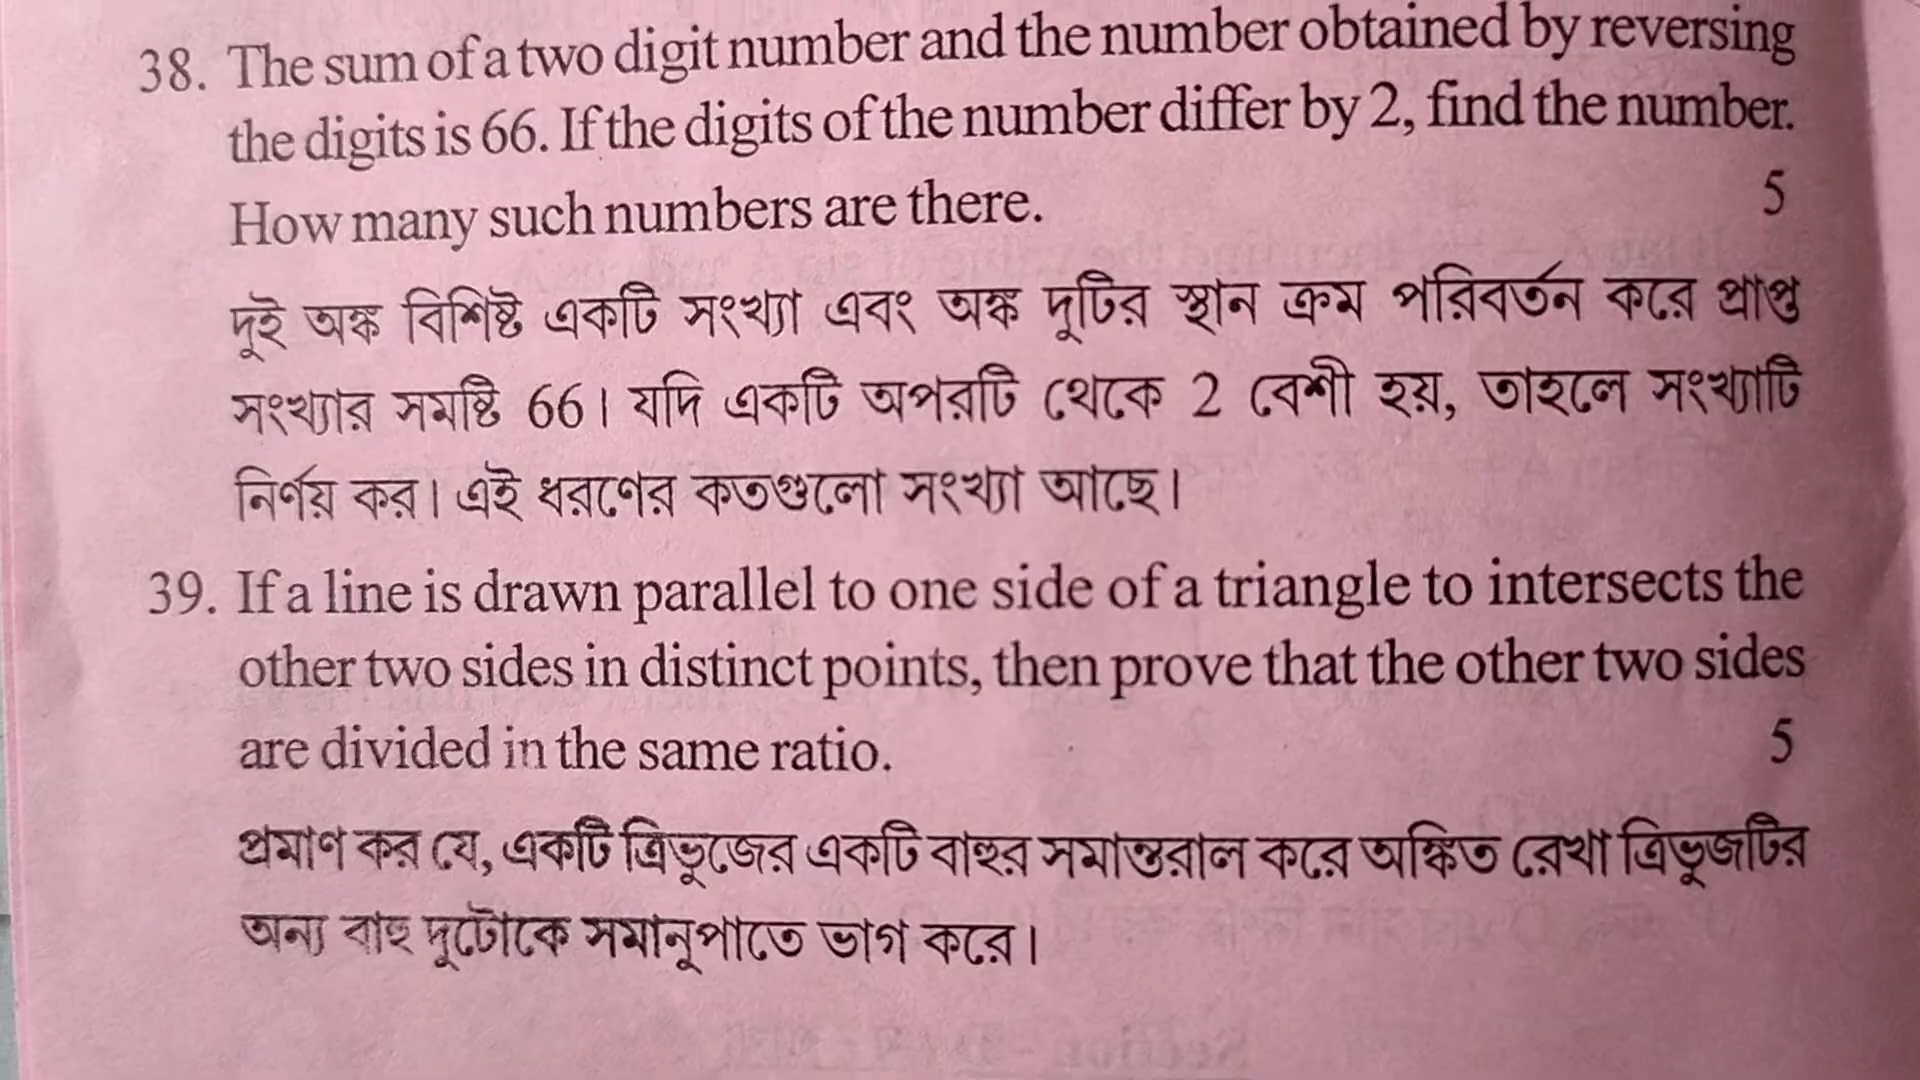 38. The sum of a two digit number and the number obtained by reversing
the digits is 66. If the digits of the number differ by 2, find the number.
How many such numbers are there. 5
দুই অঙ্ক বিশিষ্ট একটি সংখ্যা এবং অঙ্ক দুটির স্থান ক্রম পরিবর্তন করে প্রাপ্ত
সংখ্যার সমষ্টি 66। যদি একটি অপরটি থেকে 2 বেশী হয়, তাহলে সংখ্যাটি
নির্ণয় কর। এই ধরণের কতগুলো সংখ্যা আছে।
39. If a line is drawn parallel to one side of a triangle to intersects the
other two sides in distinct points, then prove that the other two sides
are divided in the same ratio. 5
প্রমাণ কর যে, একটি ত্রিভূজের একটি বাহুর সমান্তরাল করে অঙ্কিত রেখা ত্রিভূজটির
অন্য বাহু দুটোকে সমানুপাতে ভাগ করে।